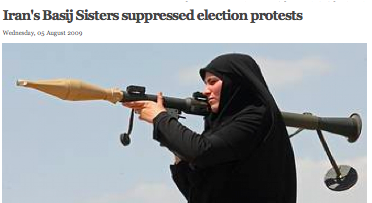 Iran's Basij Sisters suppressed election protests
Wednesday, 05 August 2009